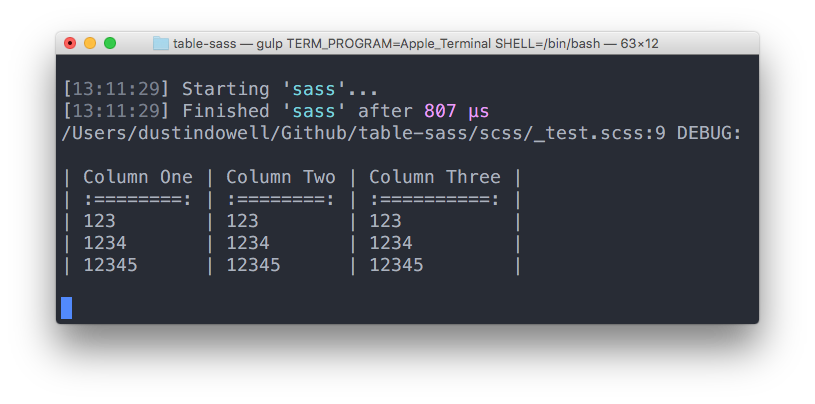 table-sass — gulp TERM_PROGRAM=Apple_Terminal SHELL=/bin/bash — 63×12
[13:11:29] Starting 'sass'...
[13:11:29] Finished 'sass' after 807 μs
/Users/dustindowell/Github/table-sass/scss/_test.scss:9 DEBUG:
| Column One | Column Two | Column Three |
| :========: | :========: | :==========: |
| 123        | 123        | 123          |
| 1234       | 1234       | 1234         |
| 12345      | 12345      | 12345        |